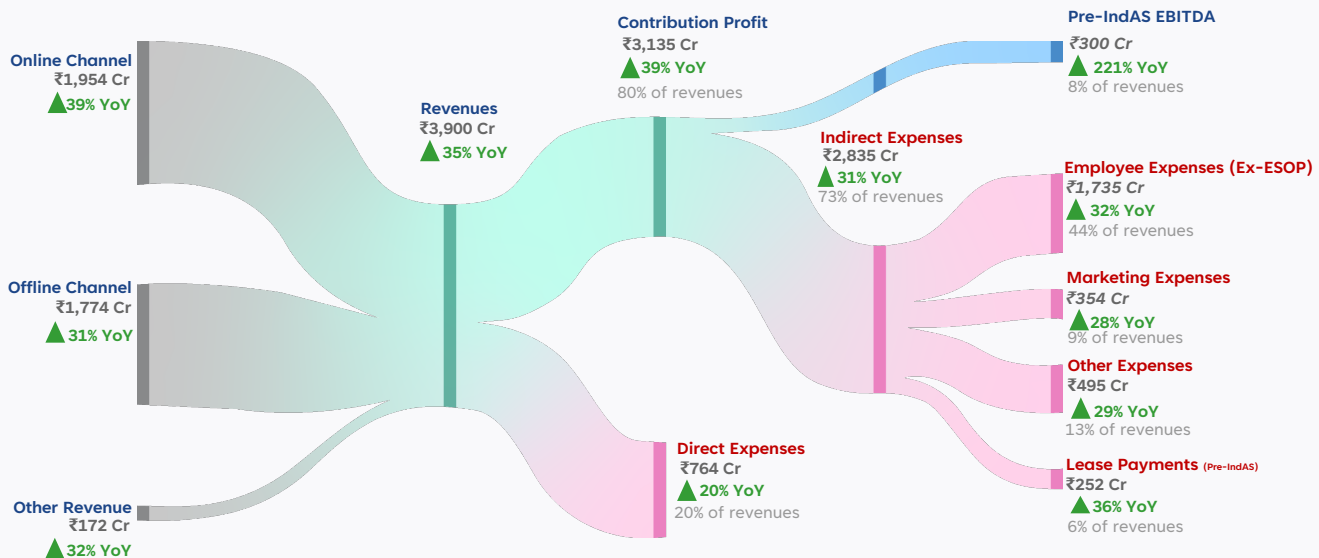 Online Channel
₹1,954 Cr
39% YoY
Offline Channel
₹1,774 Cr
31% YoY
Other Revenue
₹172 Cr
32% YoY
Revenues
₹3,900 Cr
35% YoY
Contribution Profit
₹3,135 Cr
39% YoY
80% of revenues
Direct Expenses
₹764 Cr
20% YoY
20% of revenues
Indirect Expenses
₹2,835 Cr
31% YoY
73% of revenues
Pre-IndAS EBITDA
₹300 Cr
221% YoY
8% of revenues
Employee Expenses (Ex-ESOP)
₹1,735 Cr
32% YoY
44% of revenues
Marketing Expenses
₹354 Cr
28% YoY
9% of revenues
Other Expenses
₹495 Cr
29% YoY
13% of revenues
Lease Payments (Pre-IndAS)
₹252 Cr
36% YoY
6% of revenues